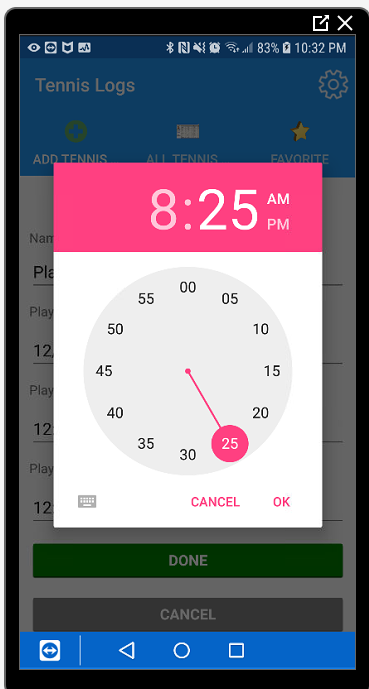 83% 10:32 PM
Tennis Logs
ADD TENNIS ALL TENNIS FAVORITE
8:25 AM
PM
Nam
Pla
Play
12,
Play
12:
Play
12:
00
55 05
50 10
45 15
40 20
35 25
30
CANCEL OK
DONE
CANCEL